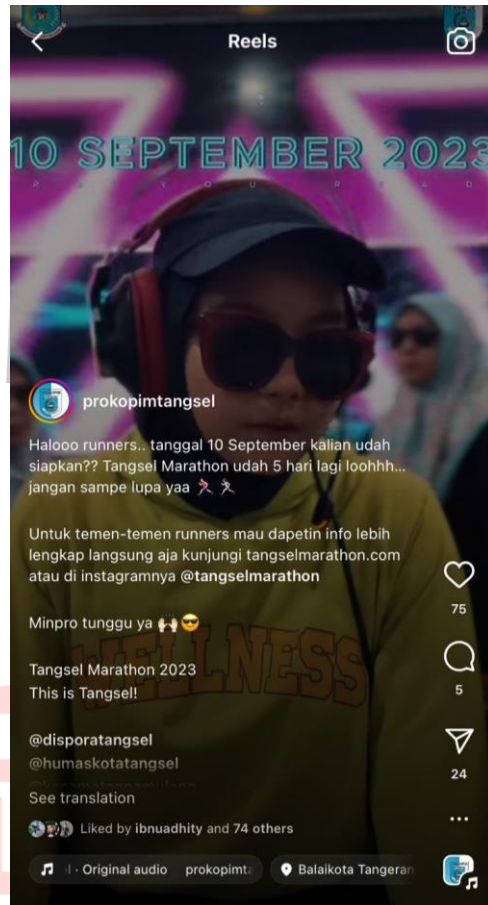 Reels
10 SEPTEMBER 2023
prokopimtangsel
Halooo runners.. tanggal 10 September kalian udah
siapkan?? Tangsel Marathon udah 5 hari lagi loohhh...
jangan sampe lupa yaa 🏃🏻‍♀️🏃🏻
Untuk temen-temen runners mau dapetin info lebih
lengkap langsung aja kunjungi tangselmarathon.com
atau di instagramnya @tangselmarathon
Minpro tunggu ya 🙌🏻😎
Tangsel Marathon 2023
This is Tangsel!
@disporatangsel
@humaskotatangsel
See translation
Liked by ibnuadhity and 74 others
Original audio prokopimta
Balaikota Tangeran
75
5
24
WELLNESS